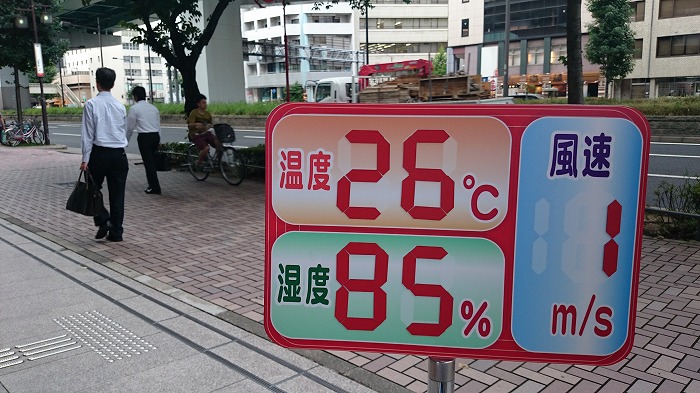 温度 26 ℃
湿度 85 %
風速
1
m/s